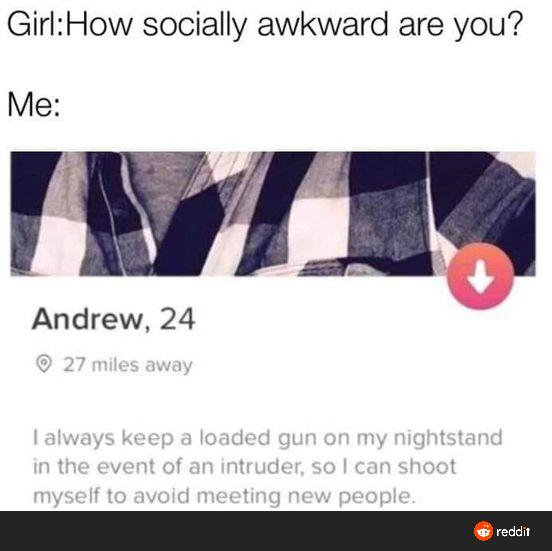 Girl:How socially awkward are you?
Me:
Andrew, 24
27 miles away
I always keep a loaded gun on my nightstand
in the event of an intruder, so I can shoot
myself to avoid meeting new people.
reddit